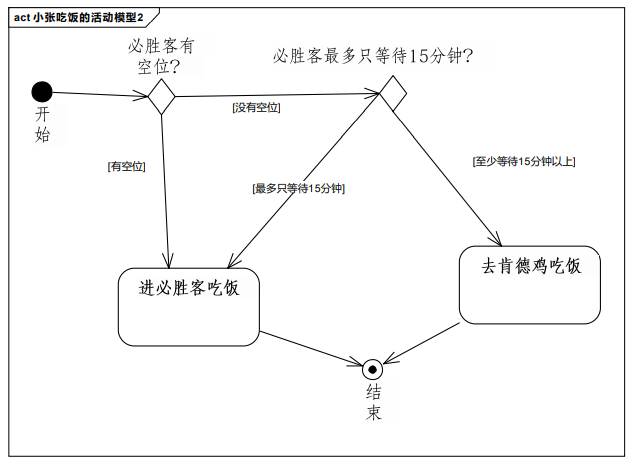 act 小张吃饭的活动模型2
必胜客有
空位?
必胜客最多只等待15分钟?
开
始
[没有空位]
[有空位]
[最多只等待15分钟]
[至少等待15分钟以上]
进必胜客吃饭
去肯德鸡吃饭
结
束